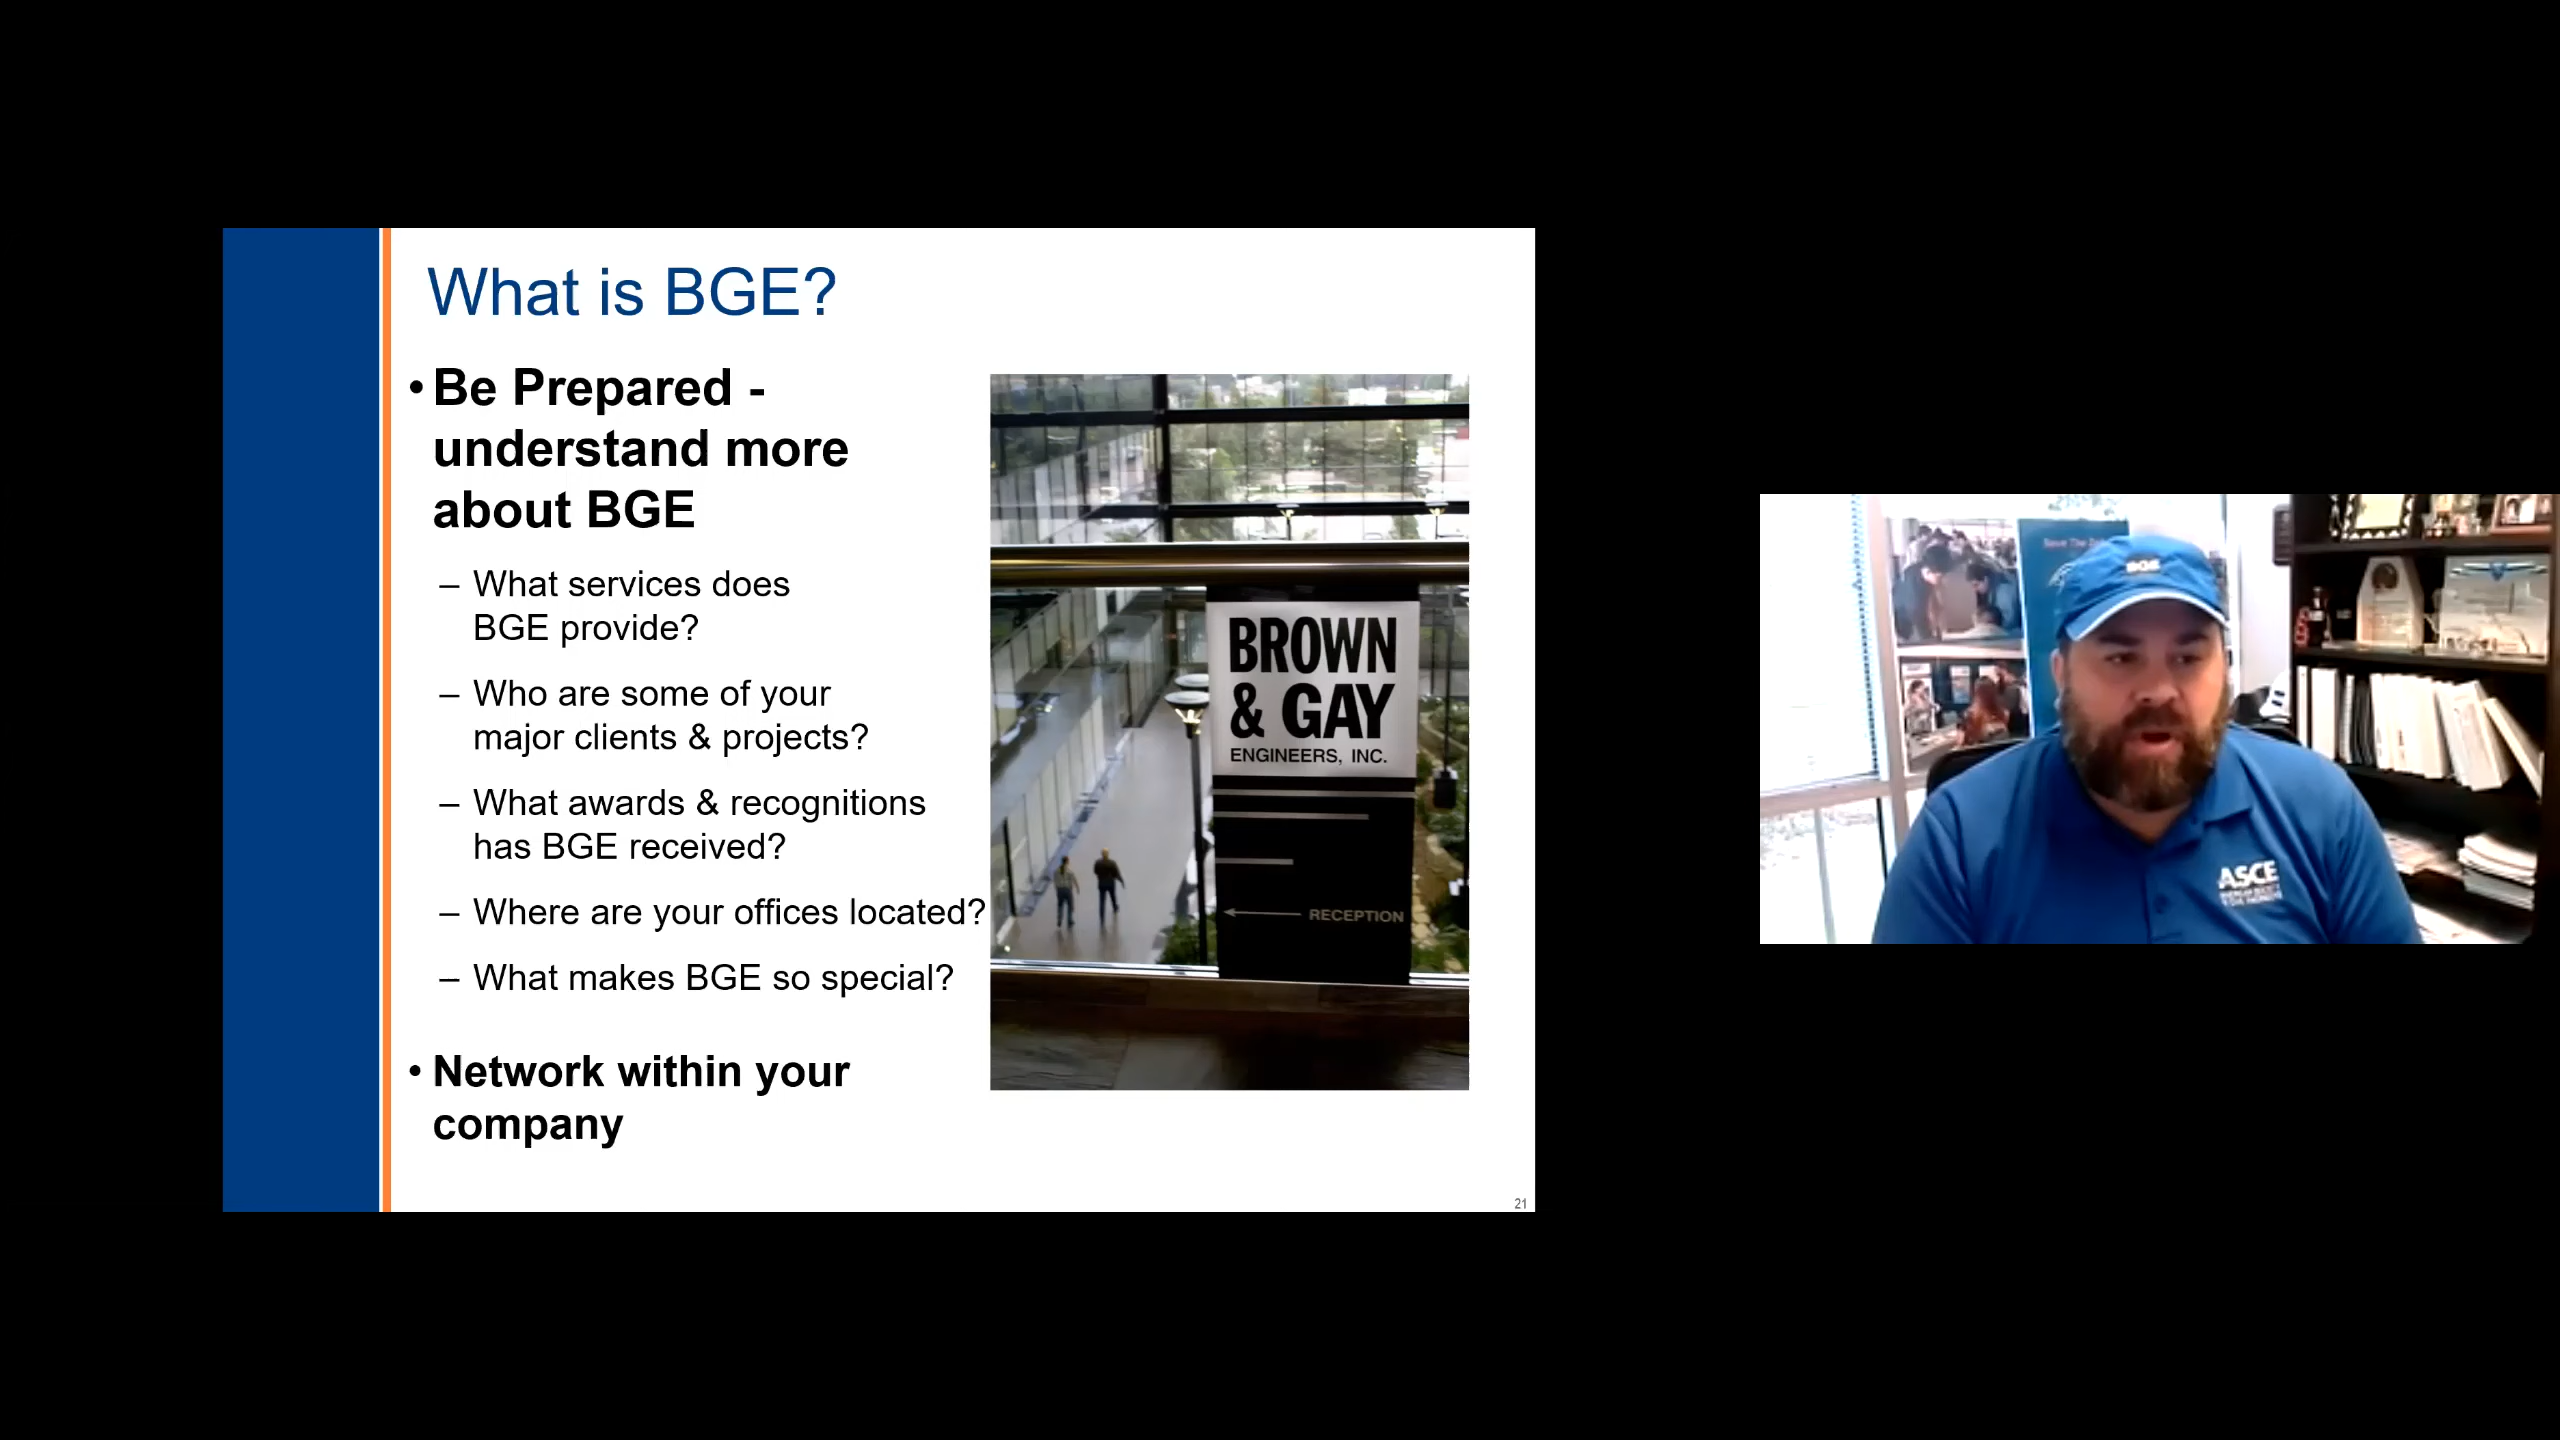 What is BGE?
• Be Prepared -
understand more
about BGE
– What services does
BGE provide?
– Who are some of your
major clients & projects?
– What awards & recognitions
has BGE received?
– Where are your offices located?
– What makes BGE so special?
• Network within your
company
BROWN
& GAY
ENGINEERS, INC.
RECEPTION
21
BGE
ASCE